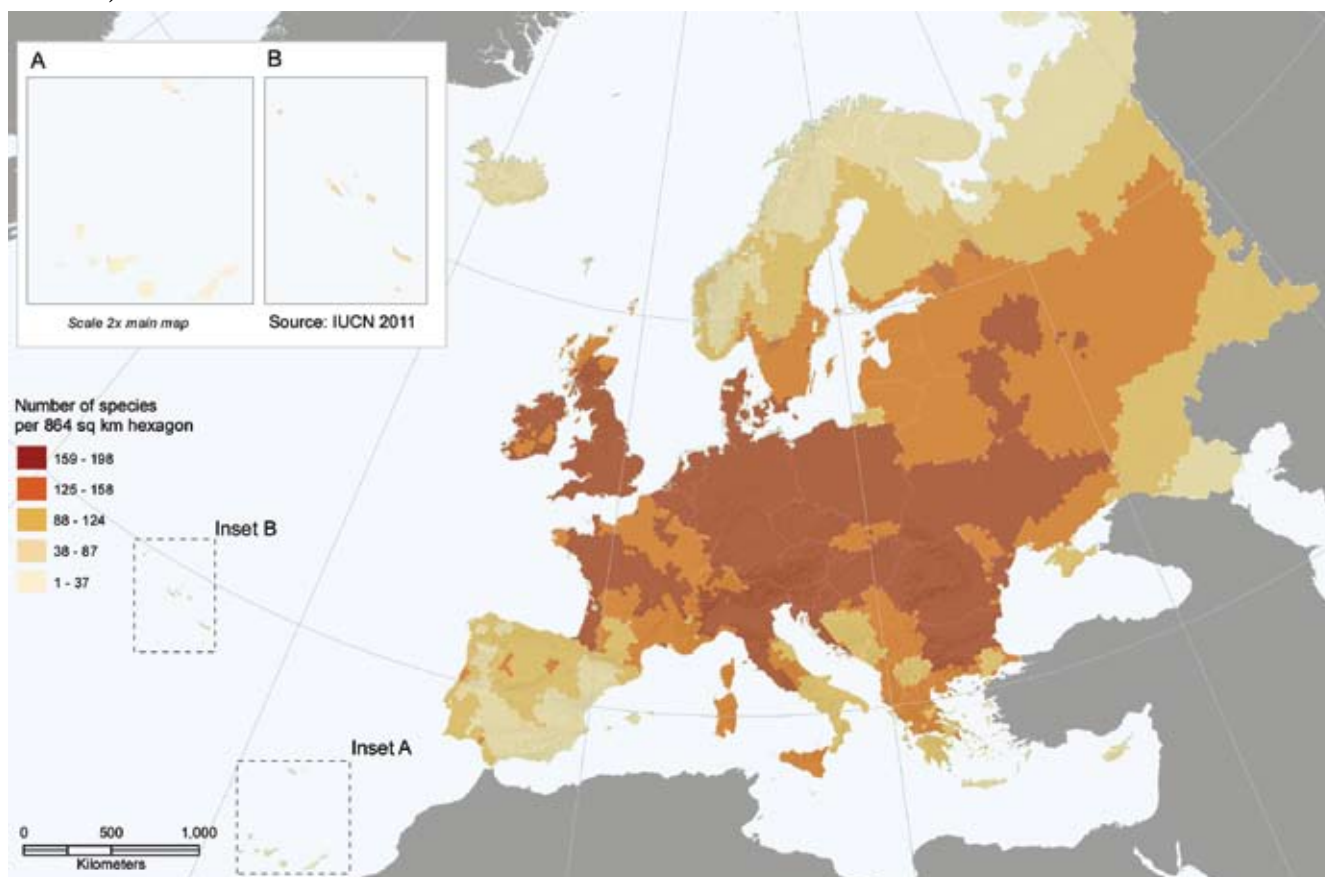 A
B
Scale 2x main map
Source: IUCN 2011
Number of species
per 864 sq km hexagon
159 - 198
125 - 158
88 - 124
38 - 87
1 - 37
Inset B
Inset A
0 500 1.000
Kilometers